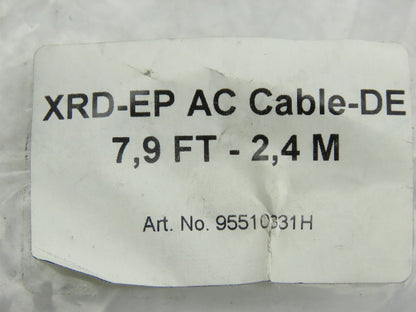 XRD-EP AC Cable-DE
7,9 FT - 2,4 M
Art. No. 95510331H